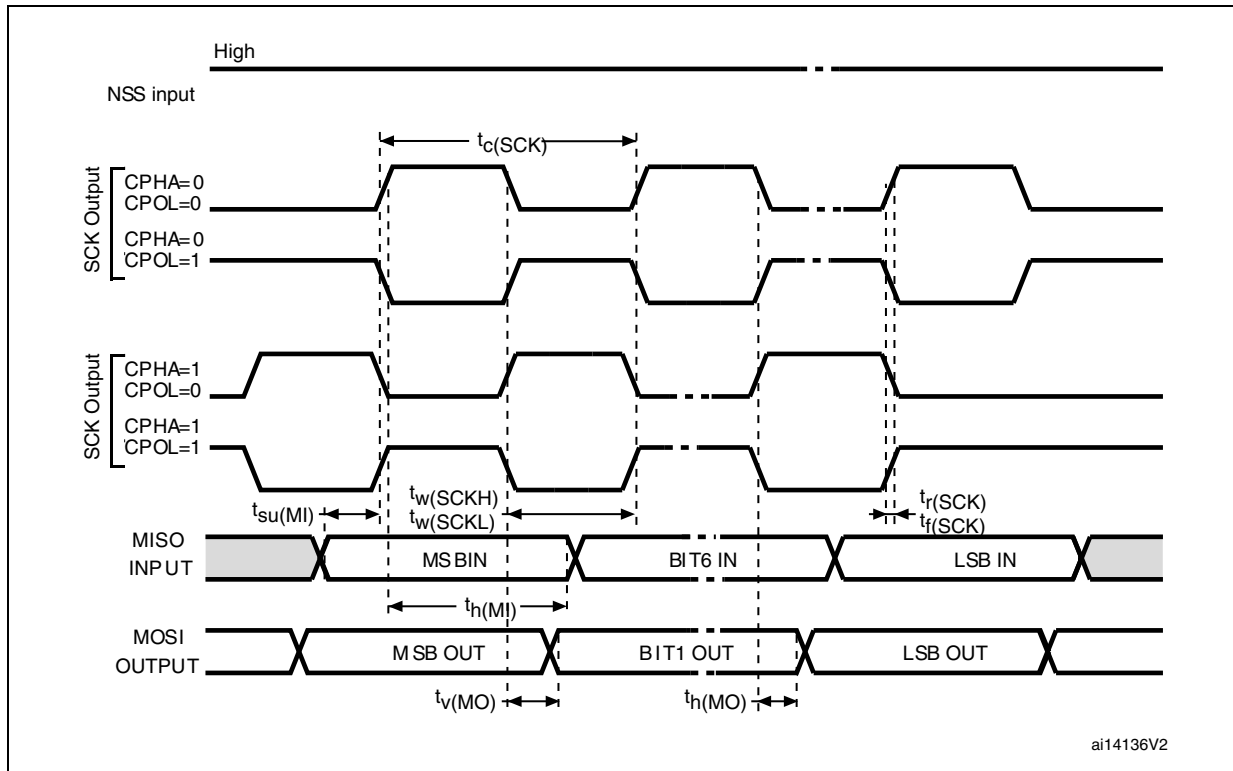 High
NSS input
tc(SCK)
SCK Output
CPHA=0
CPOL=0
CPHA=0
CPOL=1
SCK Output
CPHA=1
CPOL=0
CPHA=1
CPOL=1
tsu(MI)
tw(SCKH)
tw(SCKL)
tr(SCK)
tf(SCK)
MISO
INPUT
MSBIN
BIT6 IN
LSB IN
th(MI)
MOSI
OUTPUT
MSB OUT
BIT1 OUT
LSB OUT
tv(MO)
th(MO)
ai14136V2